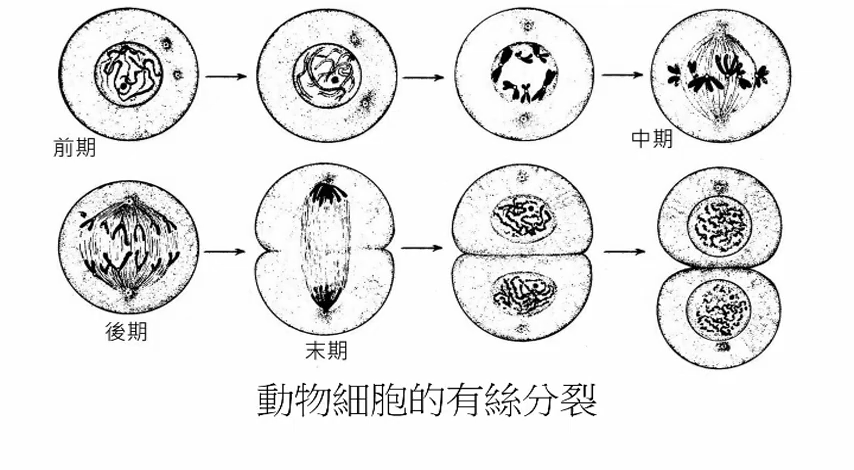 前期
中期
後期
末期
動物細胞的有絲分裂